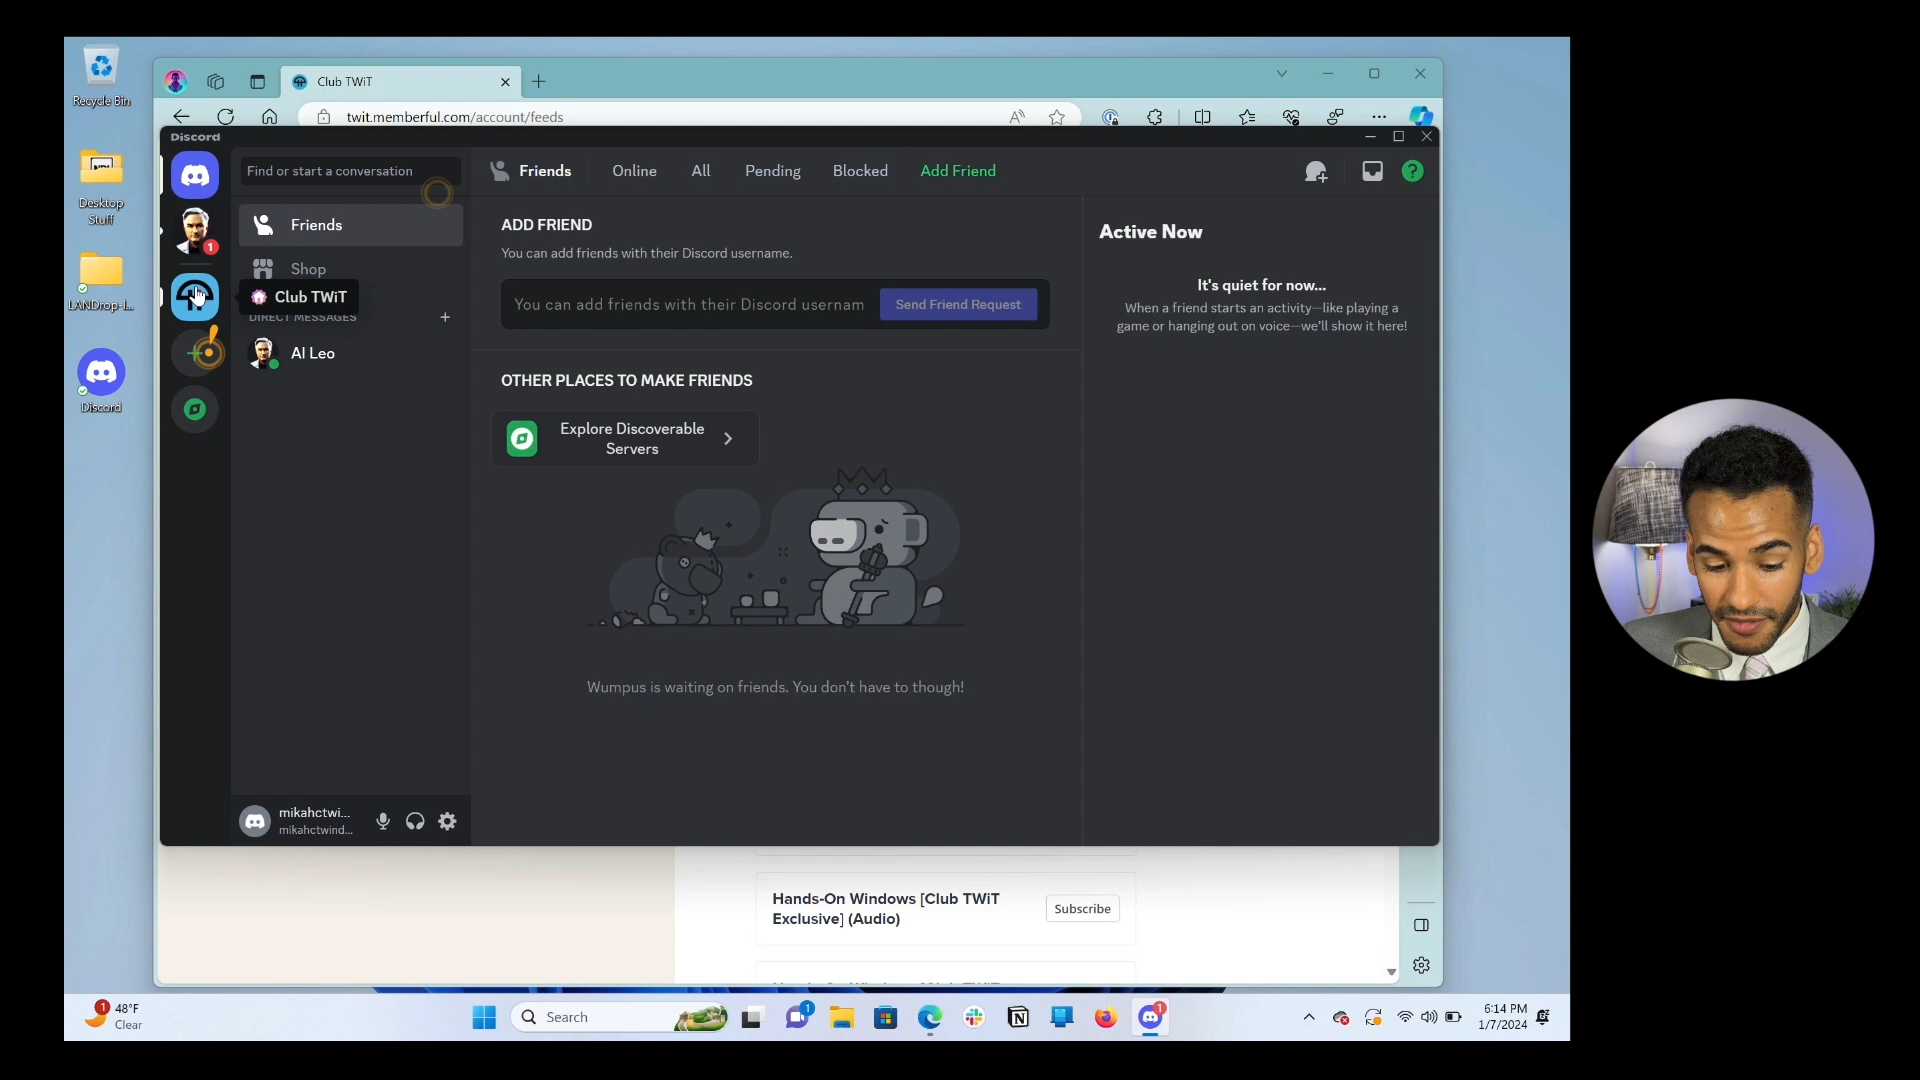 Recycle Bin
Desktop
Stuff
LANDrop-l...
Discord
Club TWiT
twit.memberful.com/account/feeds
Discord
Find or start a conversation
Friends
Online
All
Pending
Blocked
Add Friend
?
1
Friends
Shop
Club TWiT
DIRECT MESSAGES
Al Leo
ADD FRIEND
You can add friends with their Discord username.
You can add friends with their Discord usernam
Send Friend Request
OTHER PLACES TO MAKE FRIENDS
Explore Discoverable
Servers
Wumpus is waiting on friends. You don't have to though!
Active Now
It's quiet for now...
When a friend starts an activity—like playing a
game or hanging out on voice—we'll show it here!
mikahctwi...
mikahctwind...
Hands-On Windows [Club TWiT
Exclusive] (Audio)
Subscribe
1
48°F
Clear
Search
1
1
6:14 PM
1/7/2024